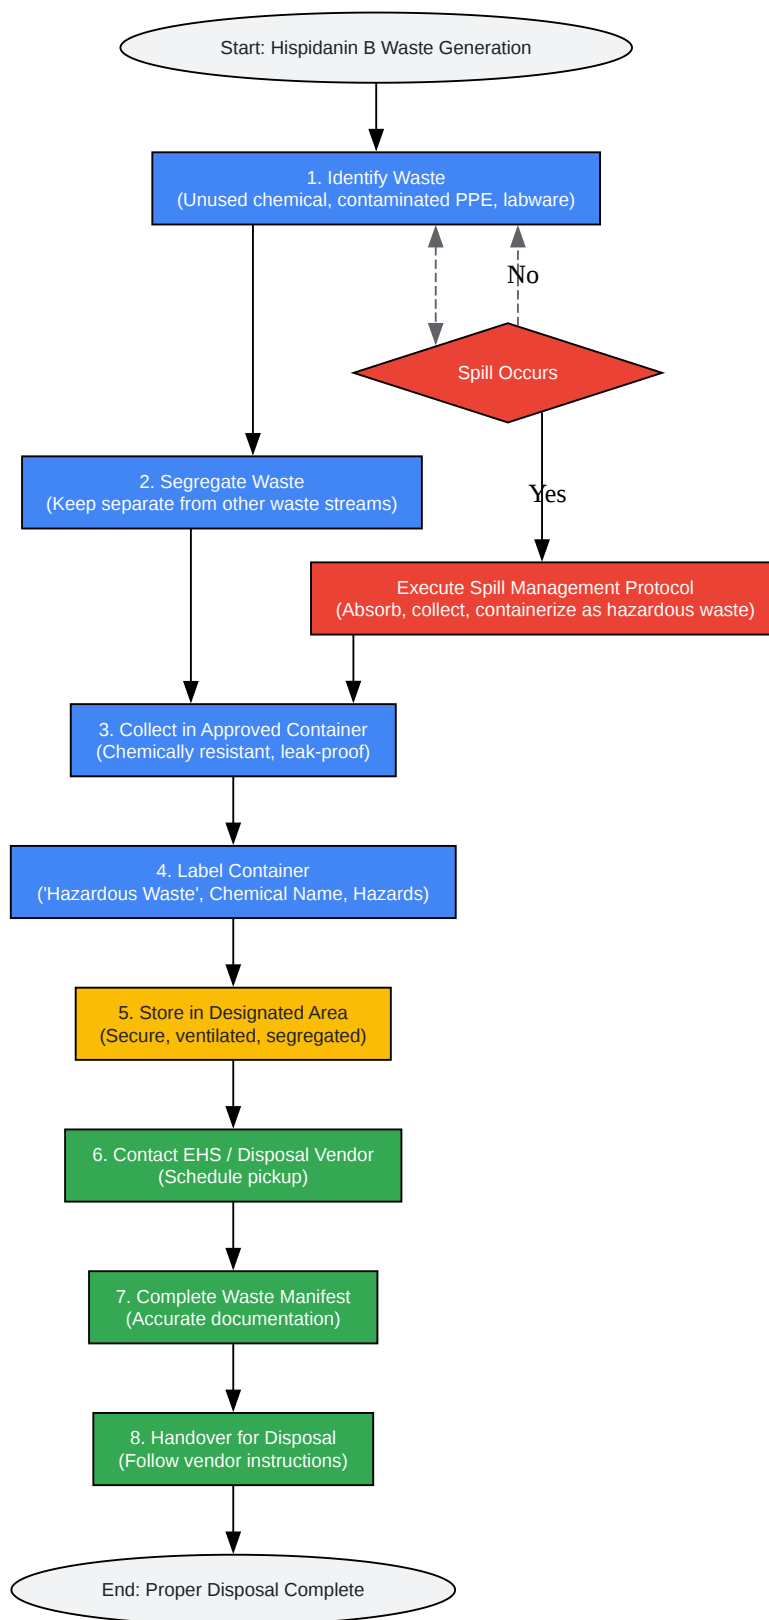 Start: Hispidanin B Waste Generation
1. Identify Waste
(Unused chemical, contaminated PPE, labware)
No
Spill Occurs
2. Segregate Waste
(Keep separate from other waste streams)
Yes
Execute Spill Management Protocol
(Absorb, collect, containerize as hazardous waste)
3. Collect in Approved Container
(Chemically resistant, leak-proof)
4. Label Container
('Hazardous Waste', Chemical Name, Hazards)
5. Store in Designated Area
(Secure, ventilated, segregated)
6. Contact EHS / Disposal Vendor
(Schedule pickup)
7. Complete Waste Manifest
(Accurate documentation)
8. Handover for Disposal
(Follow vendor instructions)
End: Proper Disposal Complete